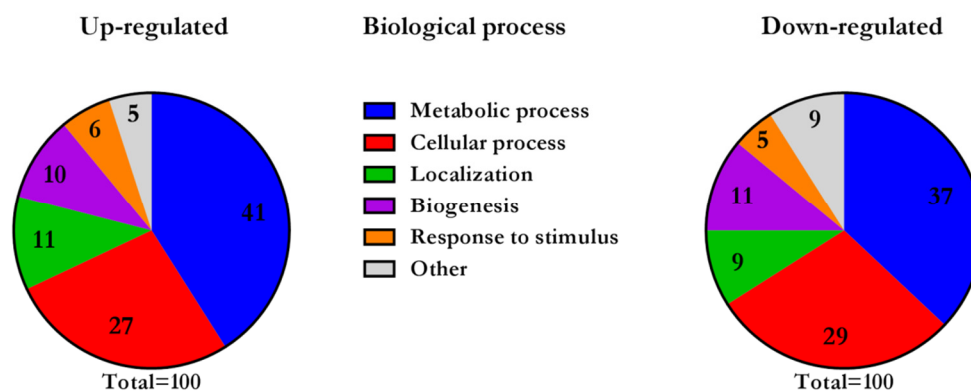 Up-regulated
Biological process
Down-regulated
5
6
10
11
27
41
Metabolic process
Cellular process
Localization
Biogenesis
Response to stimulus
Other
9
5
11
9
29
37
Total=100
Total=100